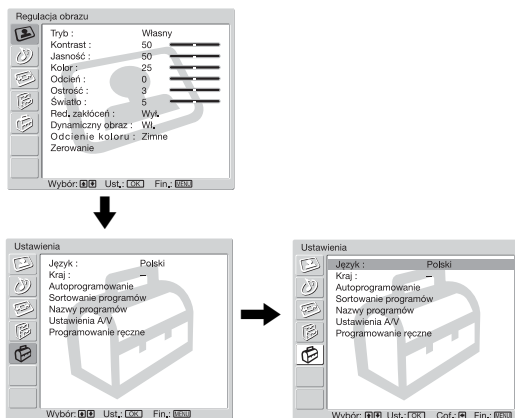 Regulacja obrazu
Tryb : Własny
Kontrast : 50
Jasność : 50
Kolor : 25
Odcień : 0
Ostrość : 3
Światło : 5
Red. zakłóceń : Wył.
Dynamiczny obraz : Wł.
Odcienie koloru : Zimne
Zerowanie
Wybór: Ust.: OK Fin.: MENU
Ustawienia
Język : Polski
Kraj : –
Autoprogramowanie
Sortowanie programów
Nazwy programów
Ustawienia A/V
Programowanie ręczne
Wybór: Ust.: OK Fin.: MENU
Ustawienia
Język : Polski
Kraj : –
Autoprogramowanie
Sortowanie programów
Nazwy programów
Ustawienia A/V
Programowanie ręczne
Wybór: Ust.: OK Cof.: Fin.: MENU